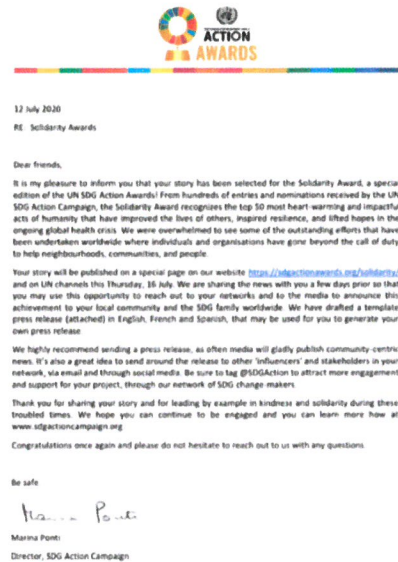 ACTION
AWARDS
12 July 2020
RE: Solidarity Awards
Dear friends,
It is my pleasure to inform you that your story has been selected for the Solidarity Award, a special
edition of the UN SDG Action Awards! From hundreds of entries and nominations received by the UN
SDG Action Campaign, the Solidarity Award recognizes the top 50 most heart-warming and impactful
acts of humanity that have improved the lives of others, inspired resilience, and lifted hopes in the
ongoing global health crisis. We were overwhelmed to see some of the outstanding efforts that have
been undertaken worldwide where individuals and organisations have gone beyond the call of duty
to help neighbourhoods, communities, and people.
Your story will be published on a special page on our website https://sdgactionawards.org/solidarity/
and on UN channels this Thursday, 16 July. We are sharing the news with you a few days prior so that
you may use this opportunity to reach out to your networks and to the media to announce this
achievement to your local community and the SDG family worldwide. We have drafted a template
press release (attached) in English, French and Spanish, that may be used for you to generate your
own press release
We highly recommend sending a press release, as often media will gladly publish community-centric
news. It's also a great idea to send around the release to other 'influencers' and stakeholders in your
network, via email and through social media. Be sure to tag @SDGAction to attract more engagement
and support for your project, through our network of SDG change makers.
Thank you for sharing your story and for leading by example in kindness and solidarity during these
troubled times. We hope you can continue to be engaged and you can learn more how at
www.sdgactioncampaign.org
Congratulations once again and please do not hesitate to reach out to us with any questions.
Be safe
Marina Ponti
Marina Ponti
Director, SDG Action Campaign